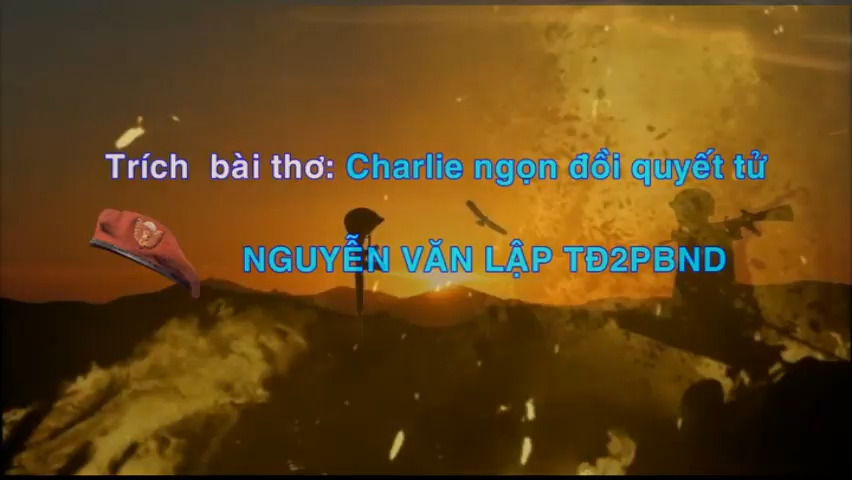 Trích bài thơ: Charlie ngọn đồi quyết tử
NGUYỄN VĂN LẬP TĐ2PBND